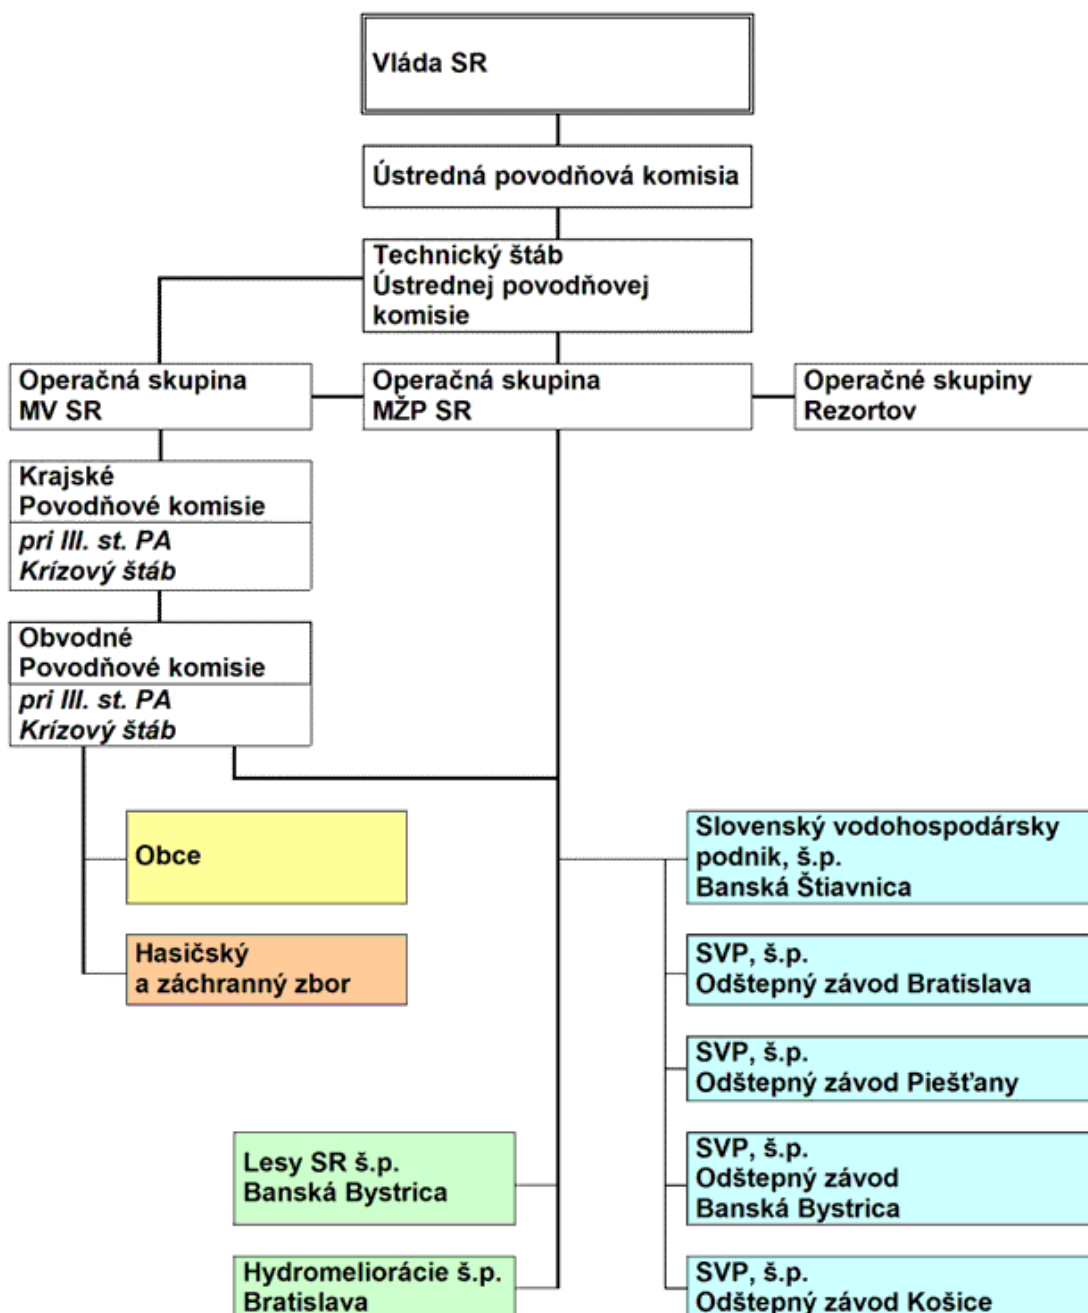 Vláda SR
Ústredná povodňová komisia
Technický štáb
Ústrednej povodňovej
komisie
Operačná skupina
MV SR
Operačná skupina
MŽP SR
Operačné skupiny
Rezortov
Krajské
Povodňové komisie
pri III. st. PA
Krízový štáb
Obvodné
Povodňové komisie
pri III. st. PA
Krízový štáb
Obce
Slovenský vodohospodársky
podnik, š.p.
Banská Štiavnica
Hasičský
a záchranný zbor
SVP, š.p.
Odštepný závod Bratislava
SVP, š.p.
Odštepný závod Piešťany
Lesy SR š.p.
Banská Bystrica
SVP, š.p.
Odštepný závod
Banská Bystrica
Hydromeliorácie š.p.
Bratislava
SVP, š.p.
Odštepný závod Košice